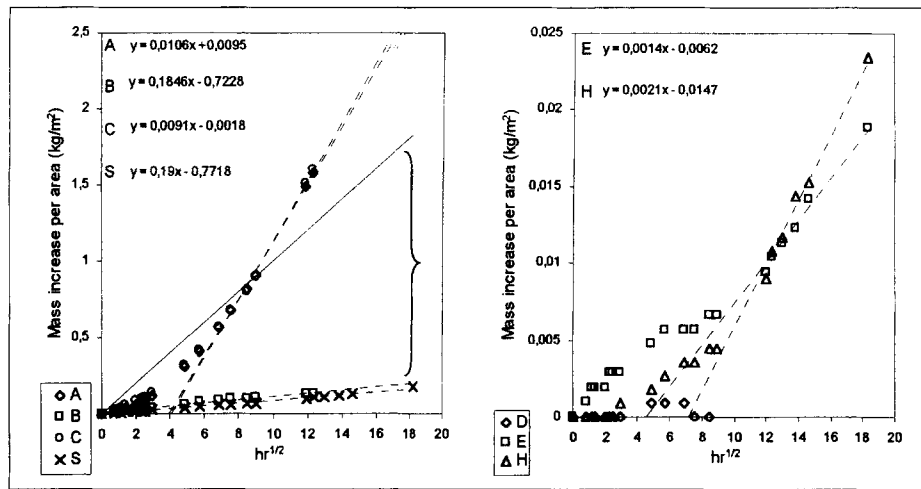 A y = 0,0106x + 0,0095
B y = 0,1846x - 0,7228
C y = 0,0091x - 0,0018
S y = 0,19x - 0,7718
Mass increase per area (kg/m²)
2,5
2
1,5
1
0,5
0
0 2 4 6 8 10 12 14 16 18 20
hr^1/2
A
B
C
S
E y = 0,0014x - 0,0062
H y = 0,0021x - 0,0147
Mass increase per area (kg/m²)
0,025
0,02
0,015
0,01
0,005
0
0 2 4 6 8 10 12 14 16 18 20
hr^1/2
D
E
H